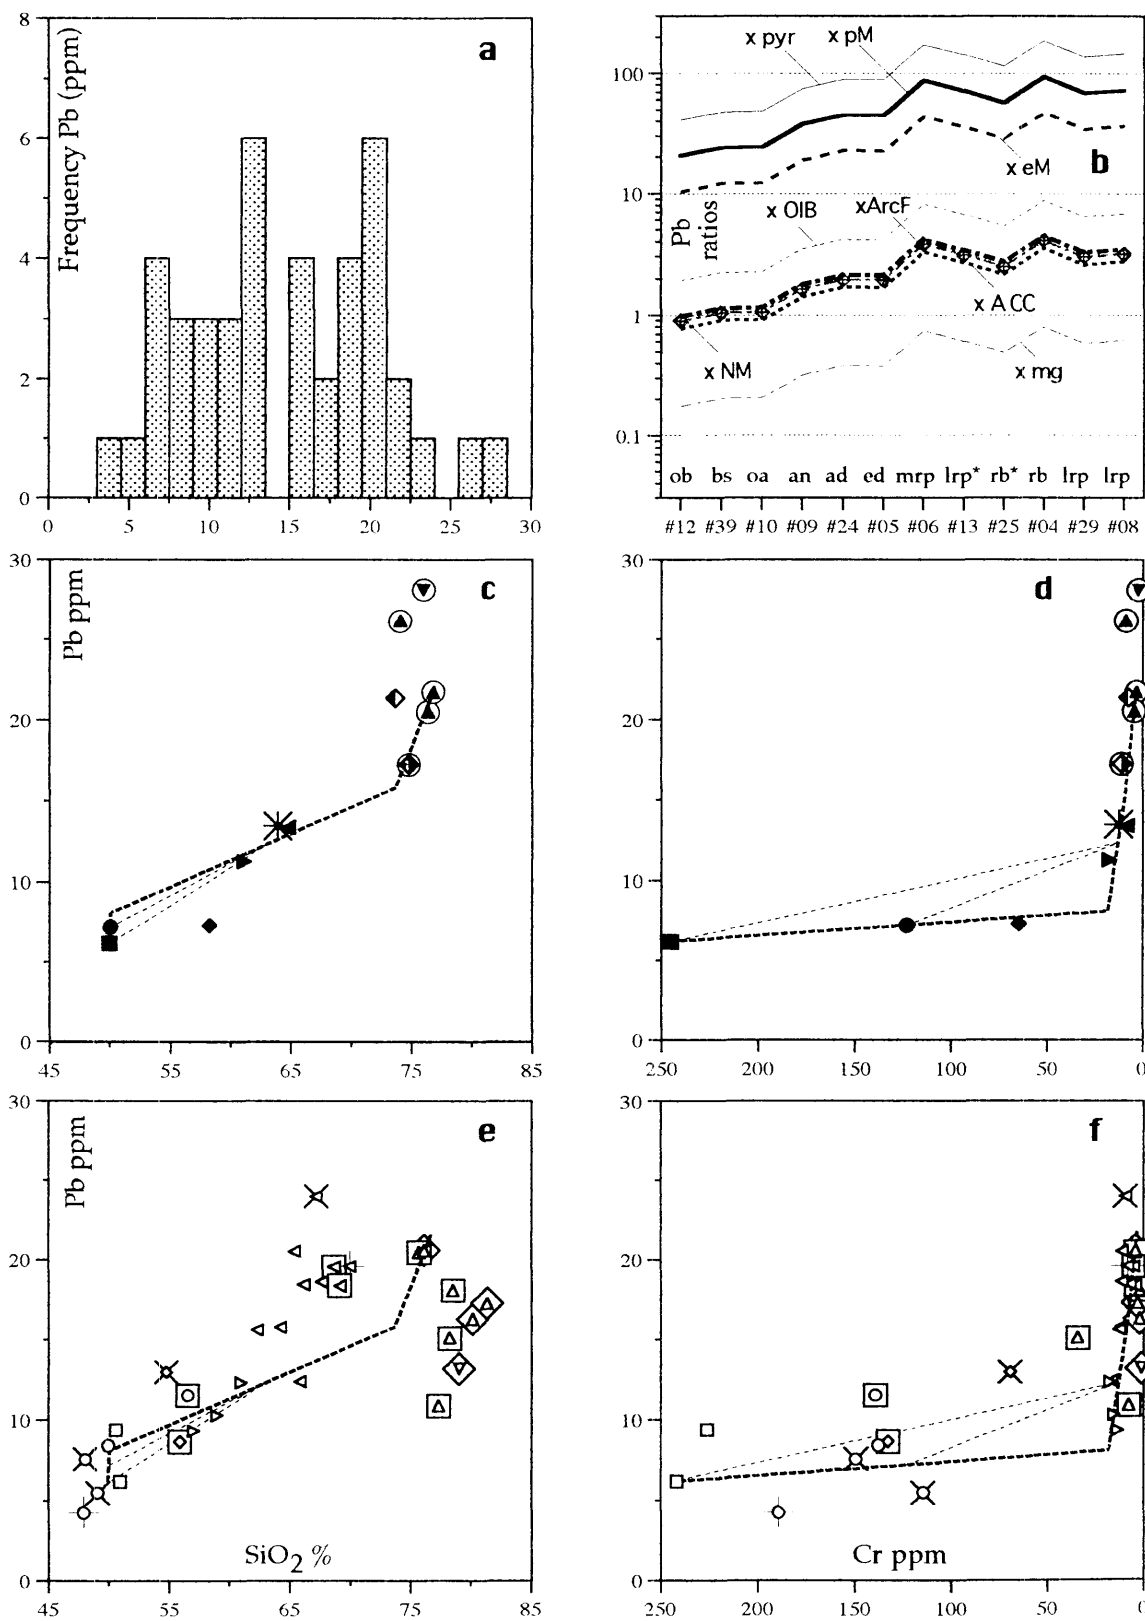 a
Frequency Pb (ppm)
8
6
4
2
0
0 5 10 15 20 25 30
b
Pb ratios
100
10
1
0.1
x pyr
x pM
x eM
x OIB
xArcF
x ACC
x NM
x mg
ob bs oa an ad ed mrp lrp* rb* rb lrp lrp
#12 #39 #10 #09 #24 #05 #06 #13 #25 #04 #29 #08
c
Pb ppm
30
20
10
0
45 55 65 75 85
d
30
20
10
0
250 200 150 100 50 0
e
Pb ppm
30
20
10
0
45 55 65 75 85
SiO2 %
f
30
20
10
0
250 200 150 100 50 0
Cr ppm